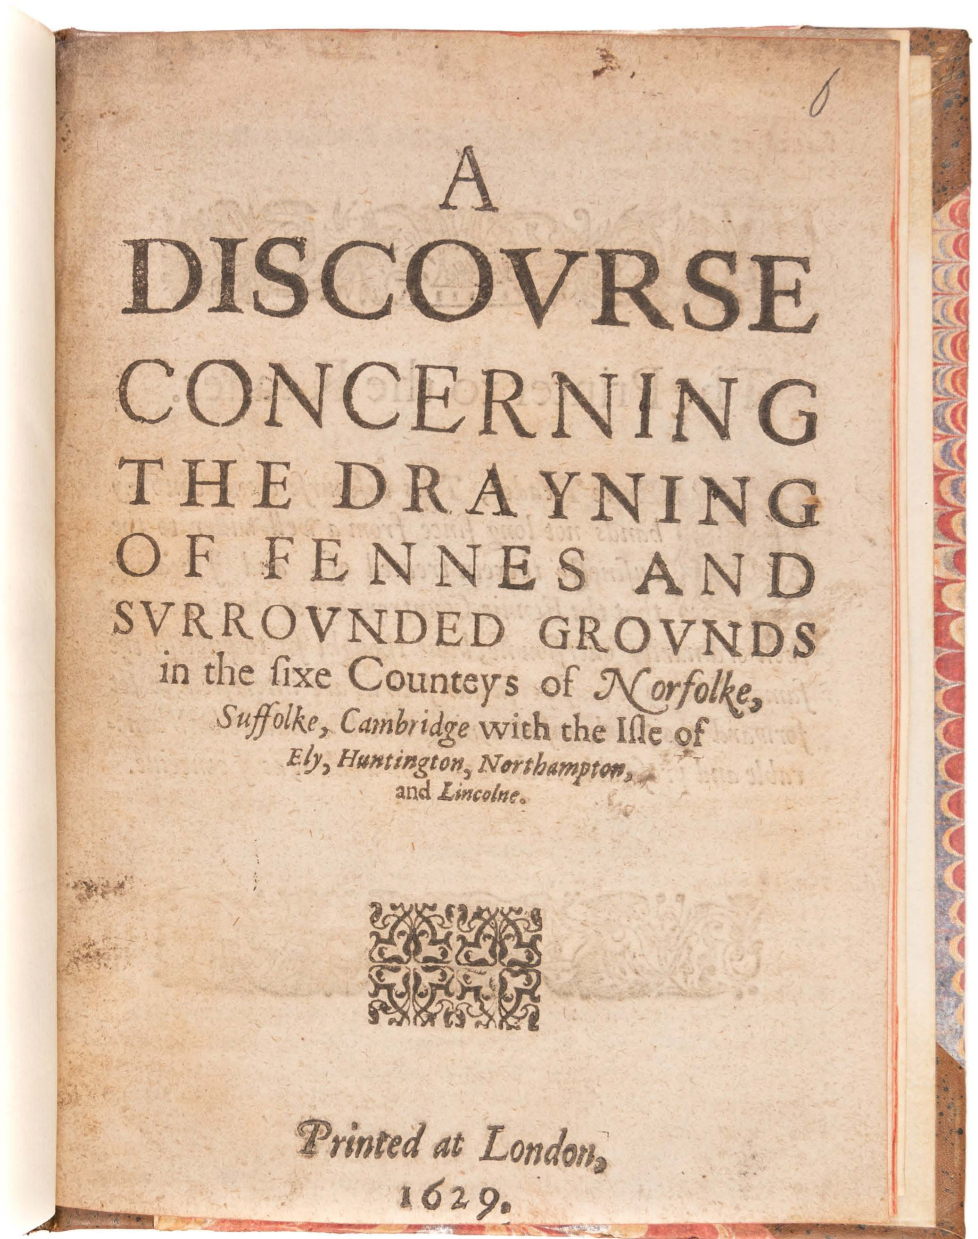 6
A
DISCOVRSE
CONCERNING
THE DRAYNING
OF FENNES AND
SVRROVNDED GROVNDS
in the ſixe Counteys of Norfolke,
Suffolke, Cambridge with the Iſle of
Ely, Huntington, Northampton,
and Lincolne.
Printed at London,
1629.